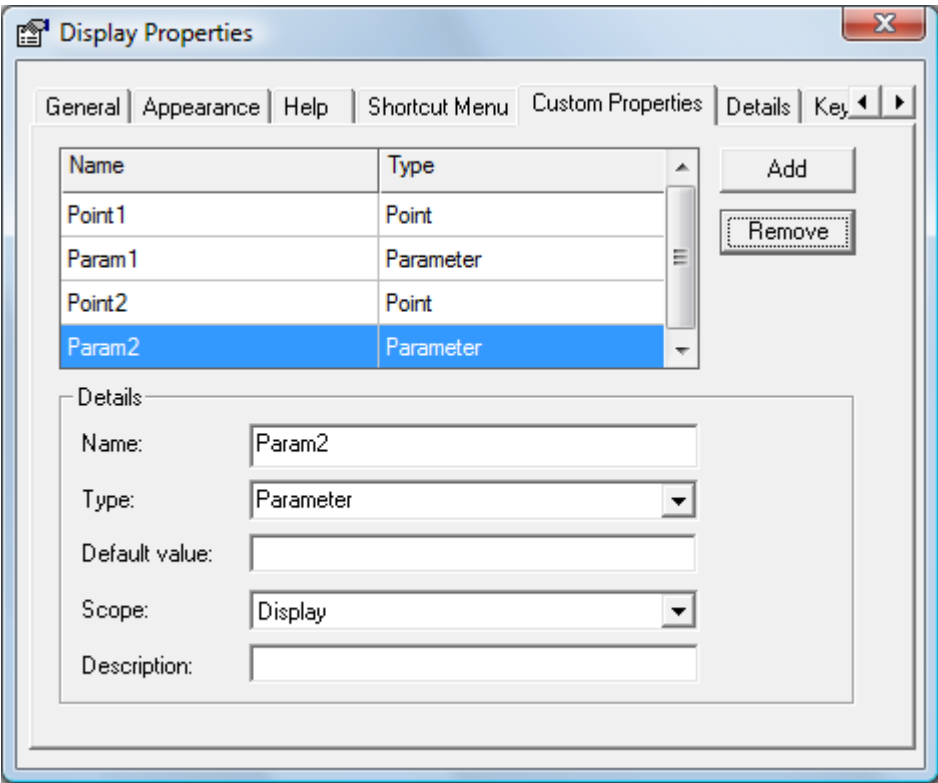 Display Properties
General Appearance Help Shortcut Menu Custom Properties Details Key
Name Type Add
Point1 Point
Remove
Param1 Parameter
Point2 Point
Param2 Parameter
Details
Name: Param2
Type: Parameter
Default value:
Scope: Display
Description: